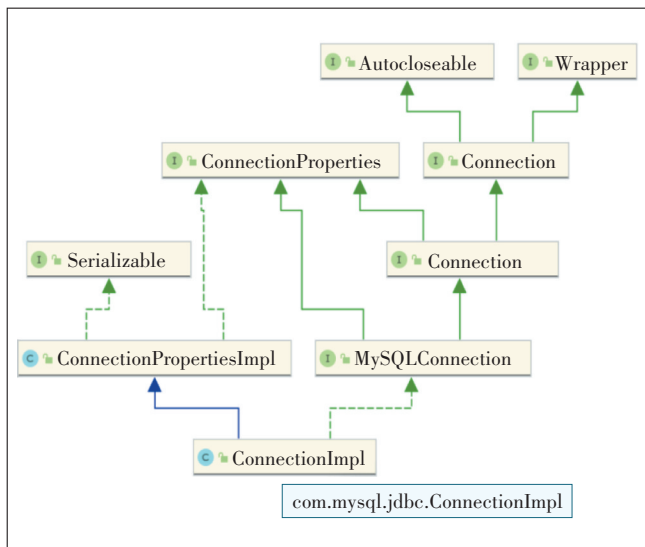 Autocloseable
Wrapper
ConnectionProperties
Connection
Serializable
Connection
ConnectionPropertiesImpl
MySQLConnection
ConnectionImpl
com.mysql.jdbc.ConnectionImpl